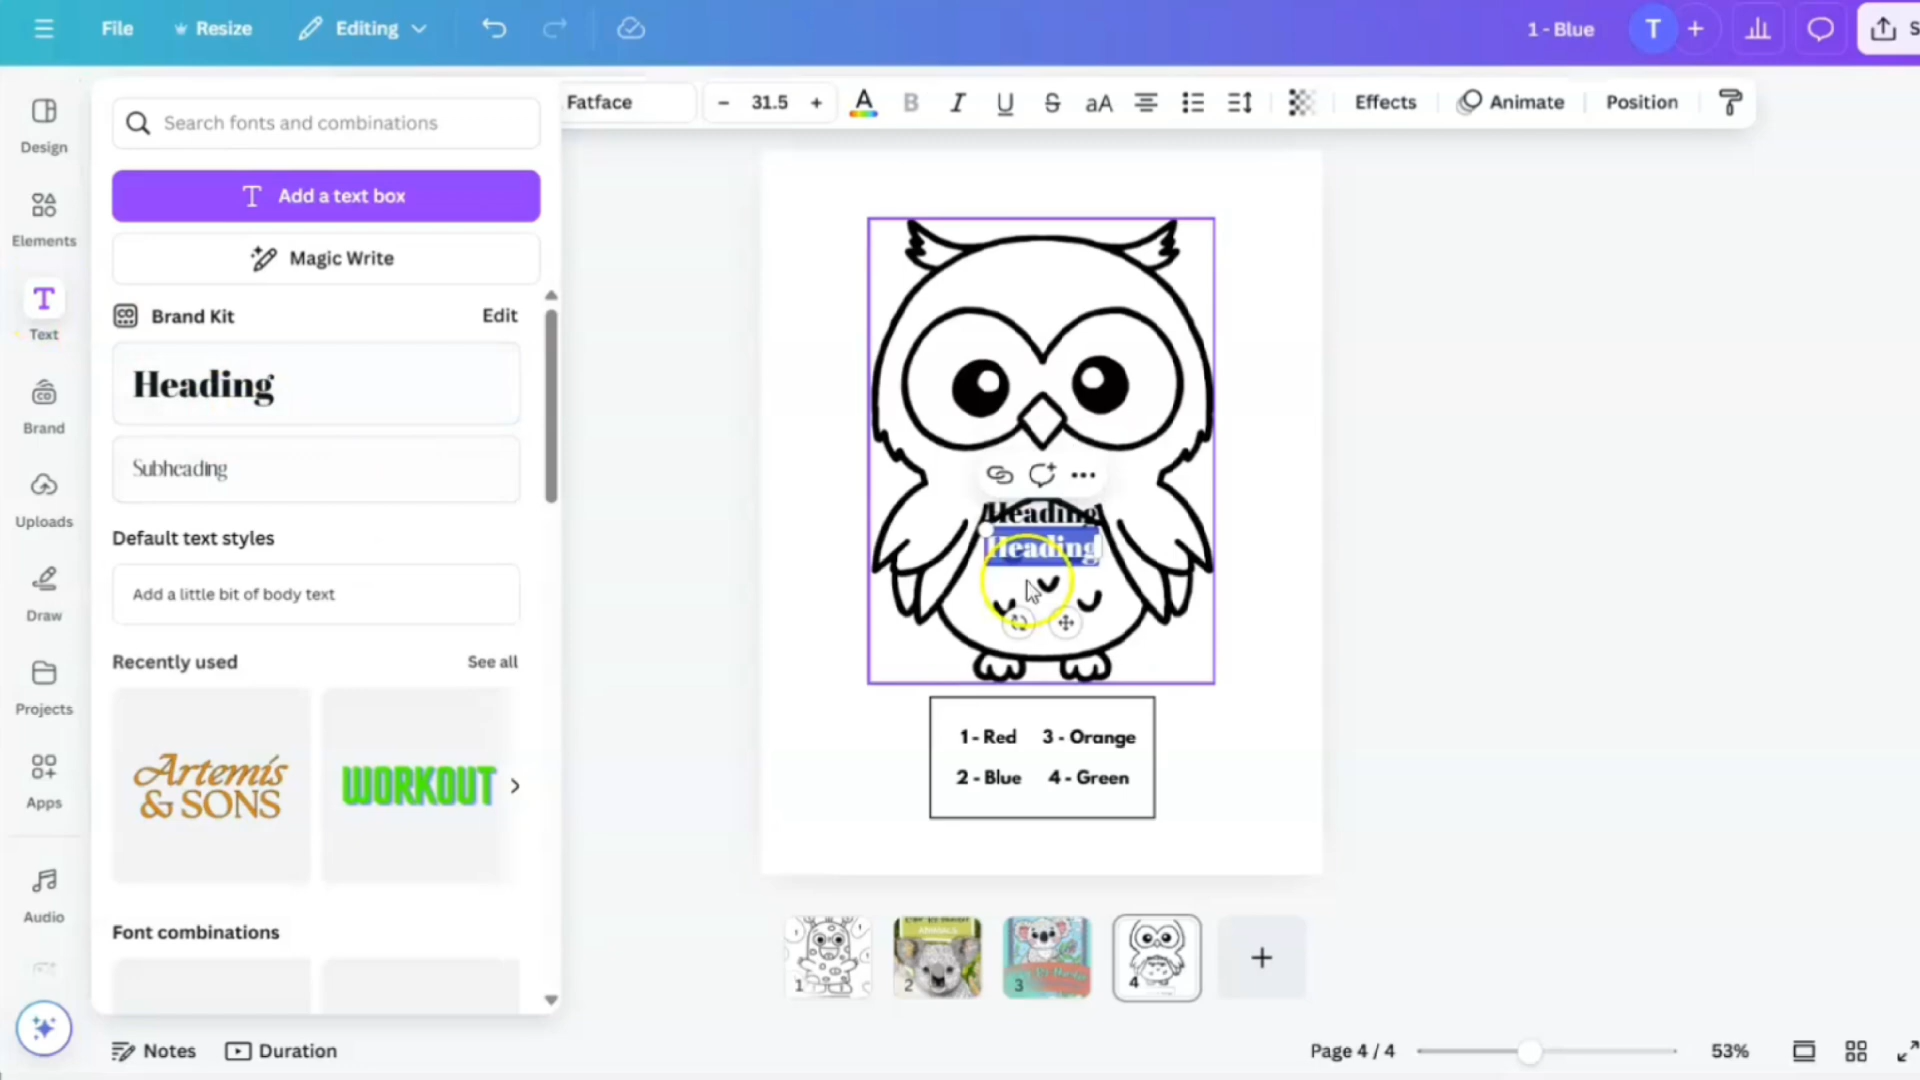 File
Resize
Editing
1 - Blue
T
S
Design
Elements
Text
Brand
Uploads
Draw
Projects
Apps
Audio
Search fonts and combinations
Add a text box
Magic Write
Brand Kit
Edit
Heading
Subheading
Default text styles
Add a little bit of body text
Recently used
See all
Artemis
& SONS
WORKOUT
Font combinations
Fatface
31.5
Effects
Animate
Position
Heading
Heading
1 - Red 3 - Orange
2 - Blue 4 - Green
1
2
ANIMALS
3
4
Notes
Duration
Page 4 / 4
53%